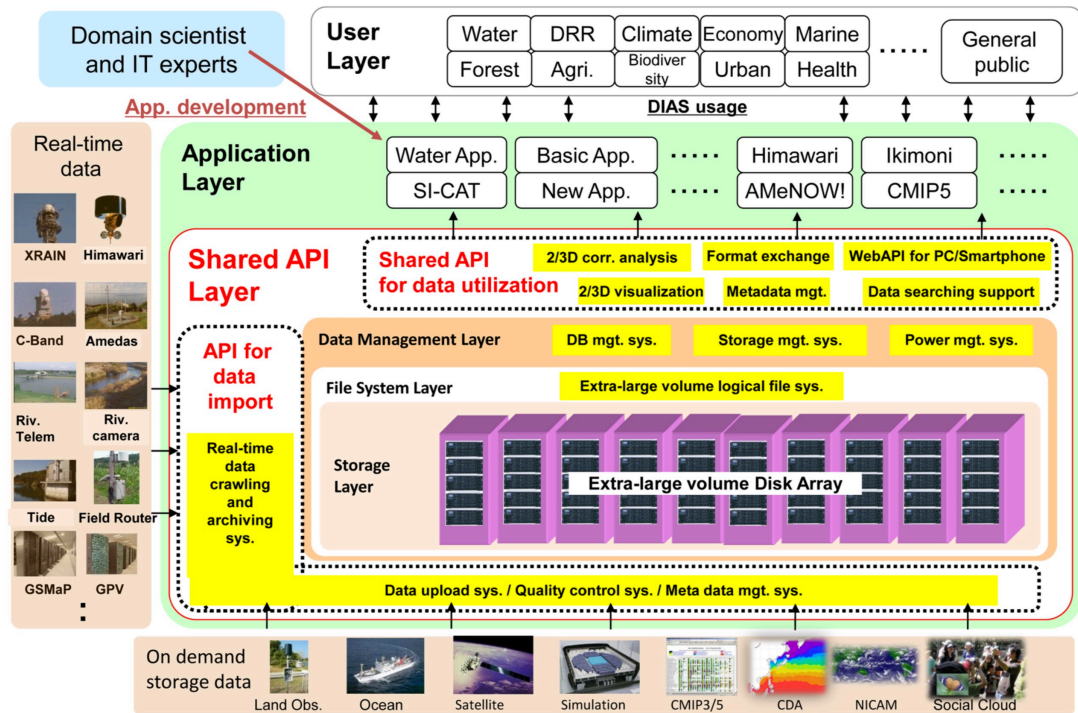 Domain scientist
and IT experts
App. development
User
Layer
Water
DRR
Climate
Economy
Marine
Forest
Agri.
Biodiver
sity
Urban
Health
.....
General
public
DIAS usage
Real-time
data
XRAIN
Himawari
C-Band
Amedas
Riv.
Telem
Riv.
camera
Tide
Field Router
GSMaP
GPV
Application
Layer
Water App.
Basic App.
.....
Himawari
Ikimoni
.....
SI-CAT
New App.
.....
AMeNOW!
CMIP5
.....
Shared API
Layer
Shared API
for data utilization
2/3D corr. analysis
Format exchange
WebAPI for PC/Smartphone
2/3D visualization
Metadata mgt.
Data searching support
API for
data
import
Real-time
data
crawling
and
archiving
sys.
Data Management Layer
DB mgt. sys.
Storage mgt. sys.
Power mgt. sys.
File System Layer
Extra-large volume logical file sys.
Storage
Layer
Extra-large volume Disk Array
Data upload sys. / Quality control sys. / Meta data mgt. sys.
On demand
storage data
Land Obs.
Ocean
Satellite
Simulation
CMIP3/5
CDA
NICAM
Social Cloud